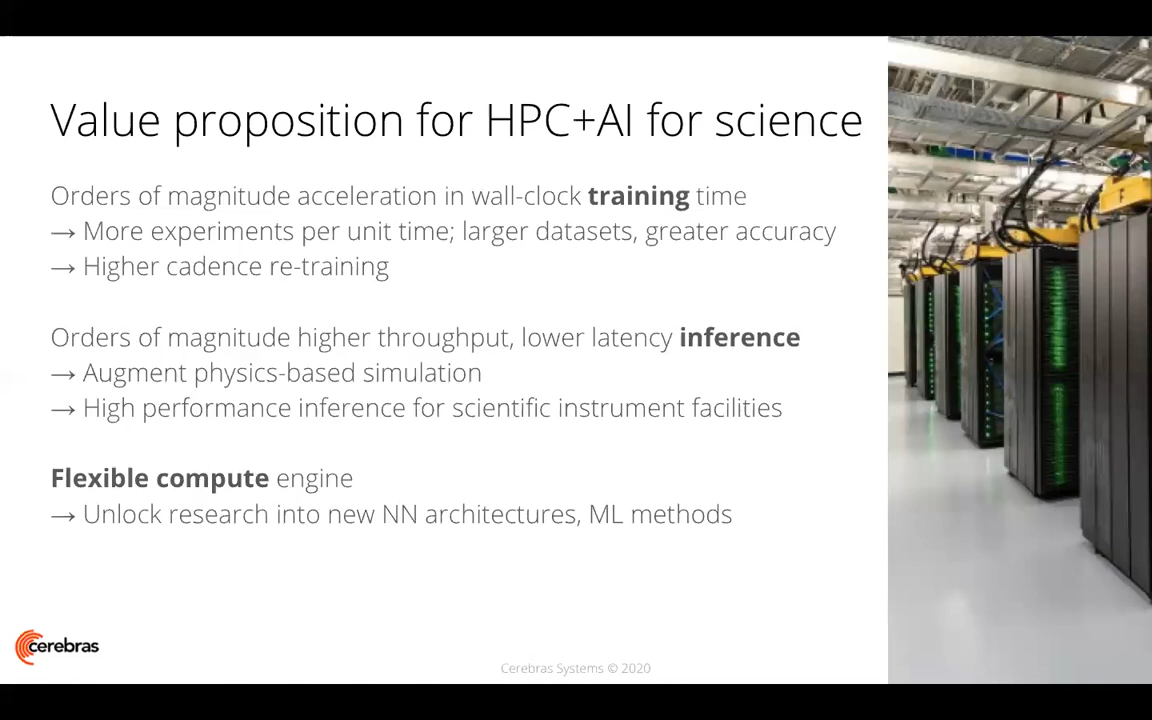 Value proposition for HPC+AI for science
Orders of magnitude acceleration in wall-clock training time
→ More experiments per unit time; larger datasets, greater accuracy
→ Higher cadence re-training
Orders of magnitude higher throughput, lower latency inference
→ Augment physics-based simulation
→ High performance inference for scientific instrument facilities
Flexible compute engine
→ Unlock research into new NN architectures, ML methods
cerebras
Cerebras Systems © 2020
F